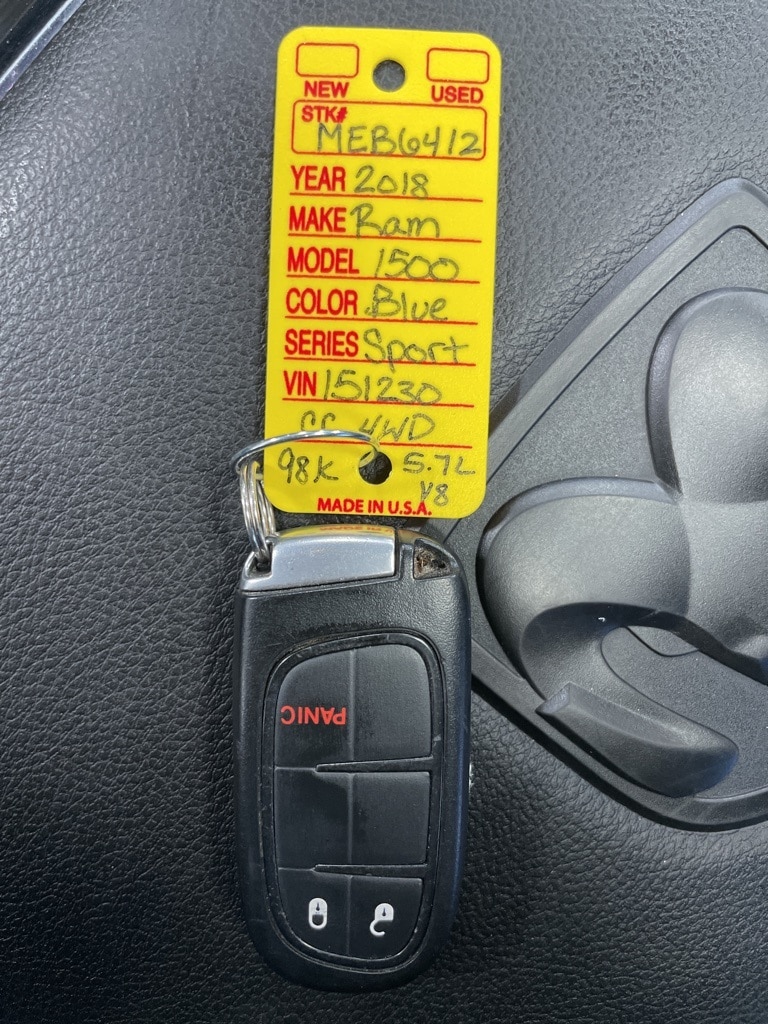 NEW USED
STK# MEB6412
YEAR 2018
MAKE Ram
MODEL 1500
COLOR Blue
SERIES Sport
VIN 151230
CC 4WD
98K 5.7L
V8
MADE IN U.S.A.
PANIC